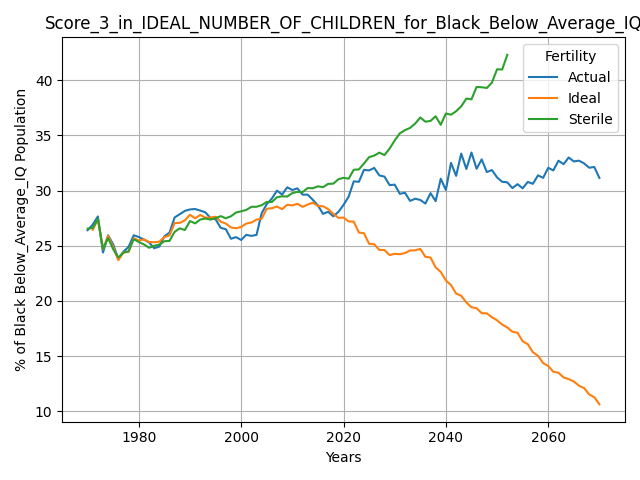 Score_3_in_IDEAL_NUMBER_OF_CHILDREN_for_Black_Below_Average_IQ
Fertility
Actual
Ideal
Sterile
% of Black Below_Average_IQ Population
40
35
30
25
20
15
10
1980
2000
2020
2040
2060
Years